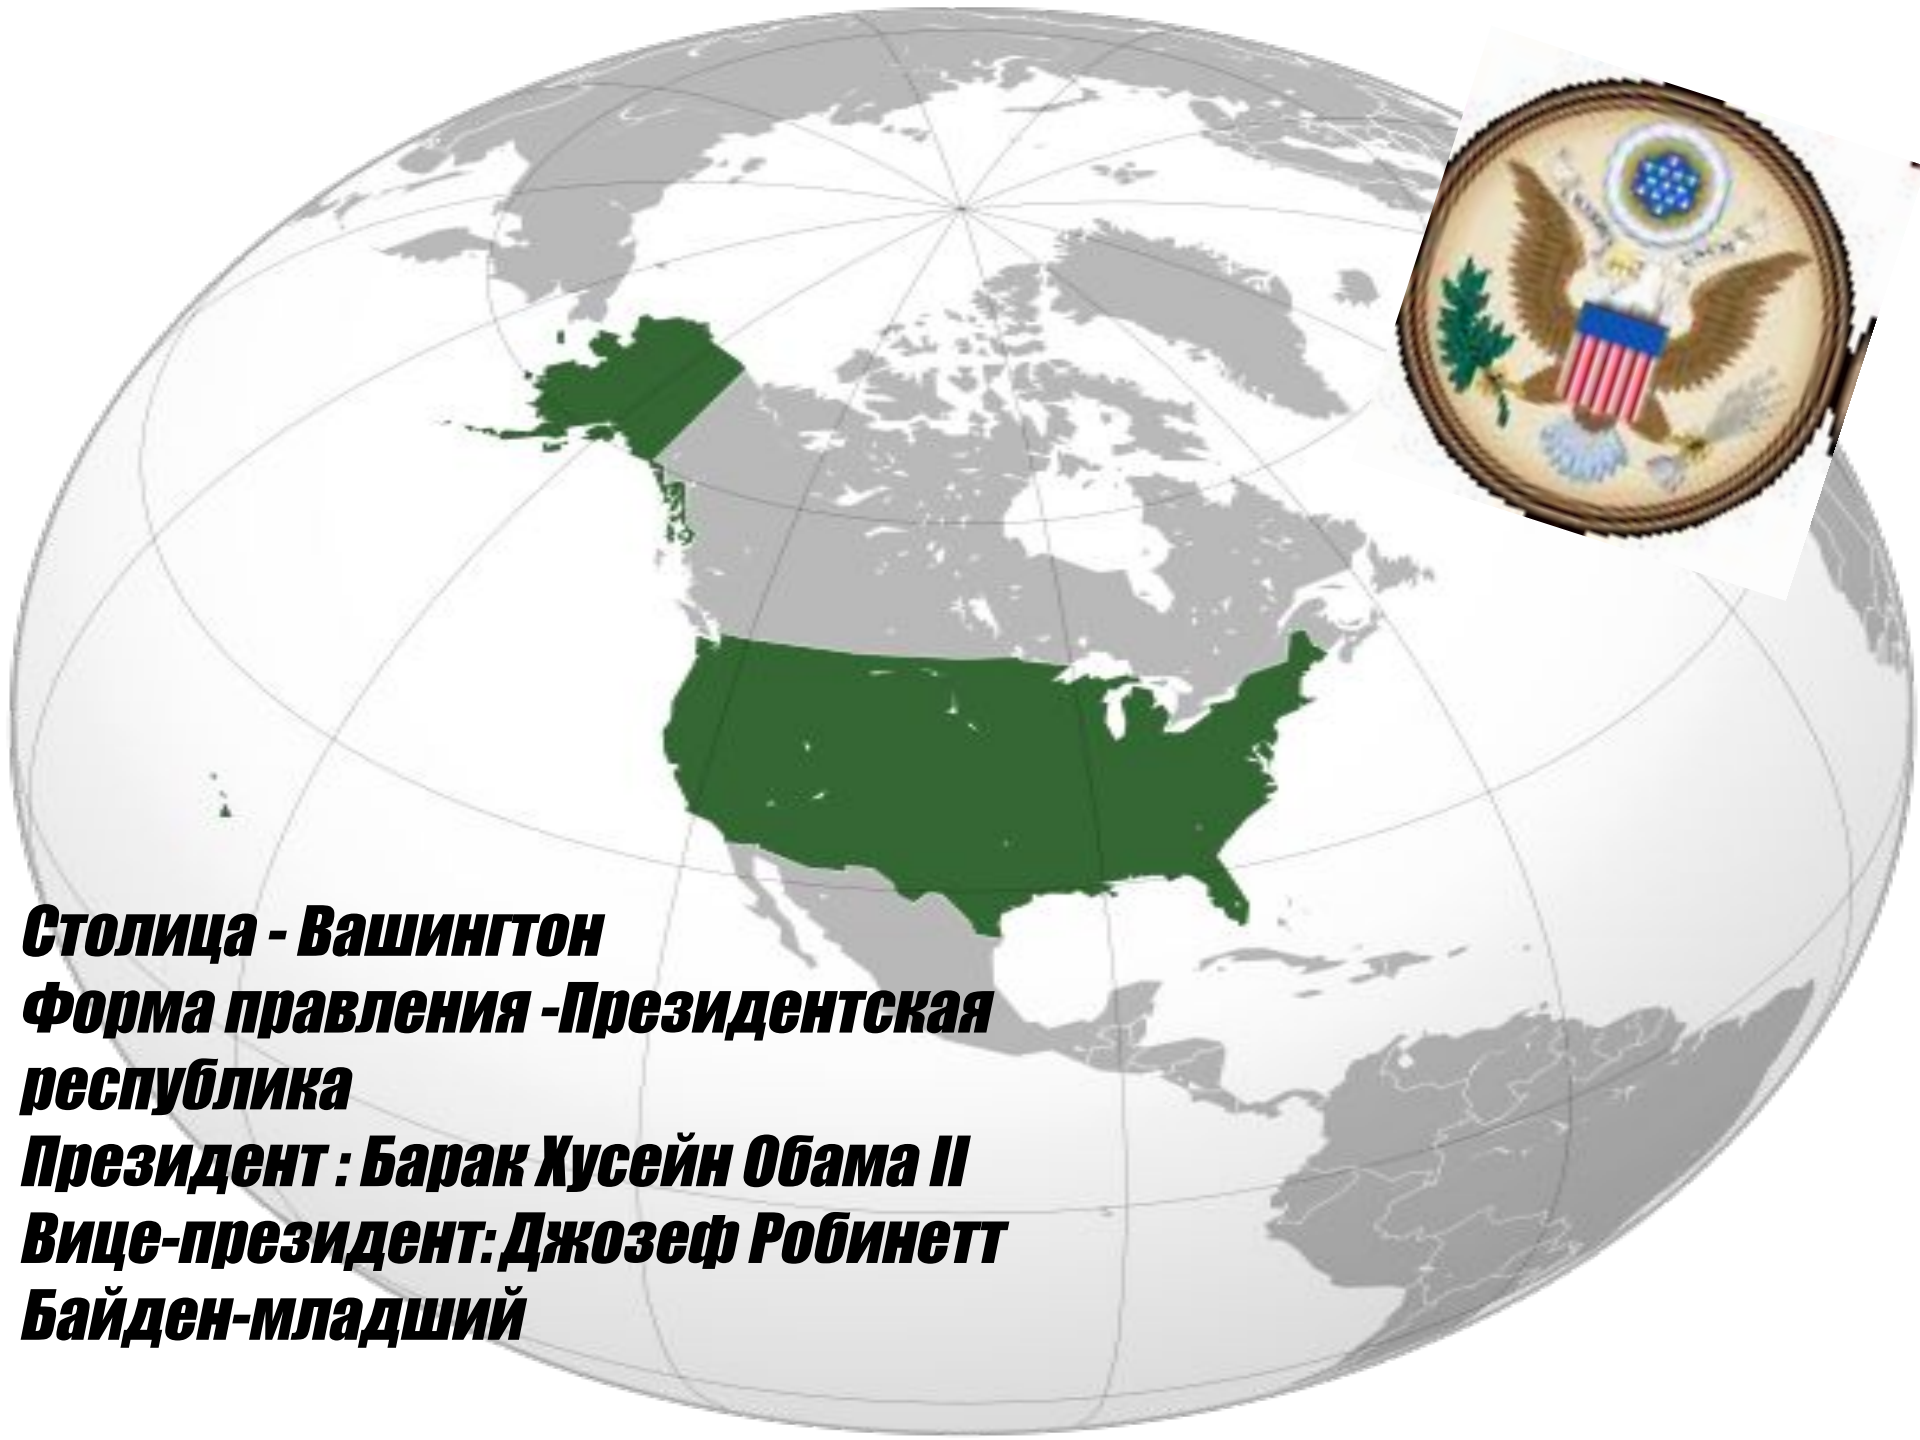 Столица - Вашингтон
Форма правления -Президентская
республика
Президент : Барак Хусейн Обама II
Вице-президент: Джозеф Робинетт
Байден-младший